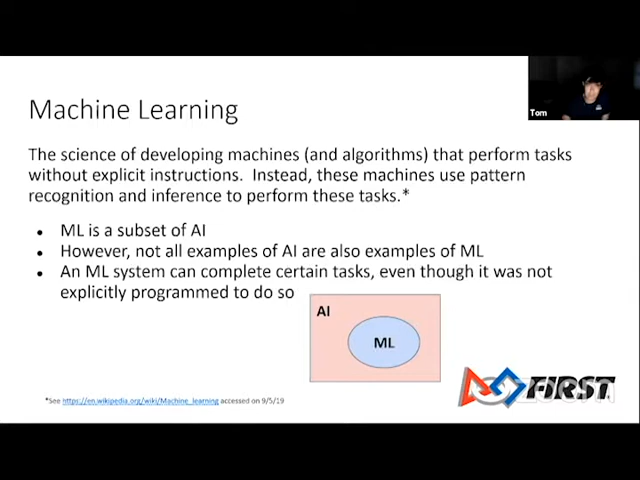 Tom
Machine Learning
The science of developing machines (and algorithms) that perform tasks
without explicit instructions.  Instead, these machines use pattern
recognition and inference to perform these tasks.*
• ML is a subset of AI
• However, not all examples of AI are also examples of ML
• An ML system can complete certain tasks, even though it was not
explicitly programmed to do so
AI
ML
FIRST
zoom
*See https://en.wikipedia.org/wiki/Machine_learning accessed on 9/5/19